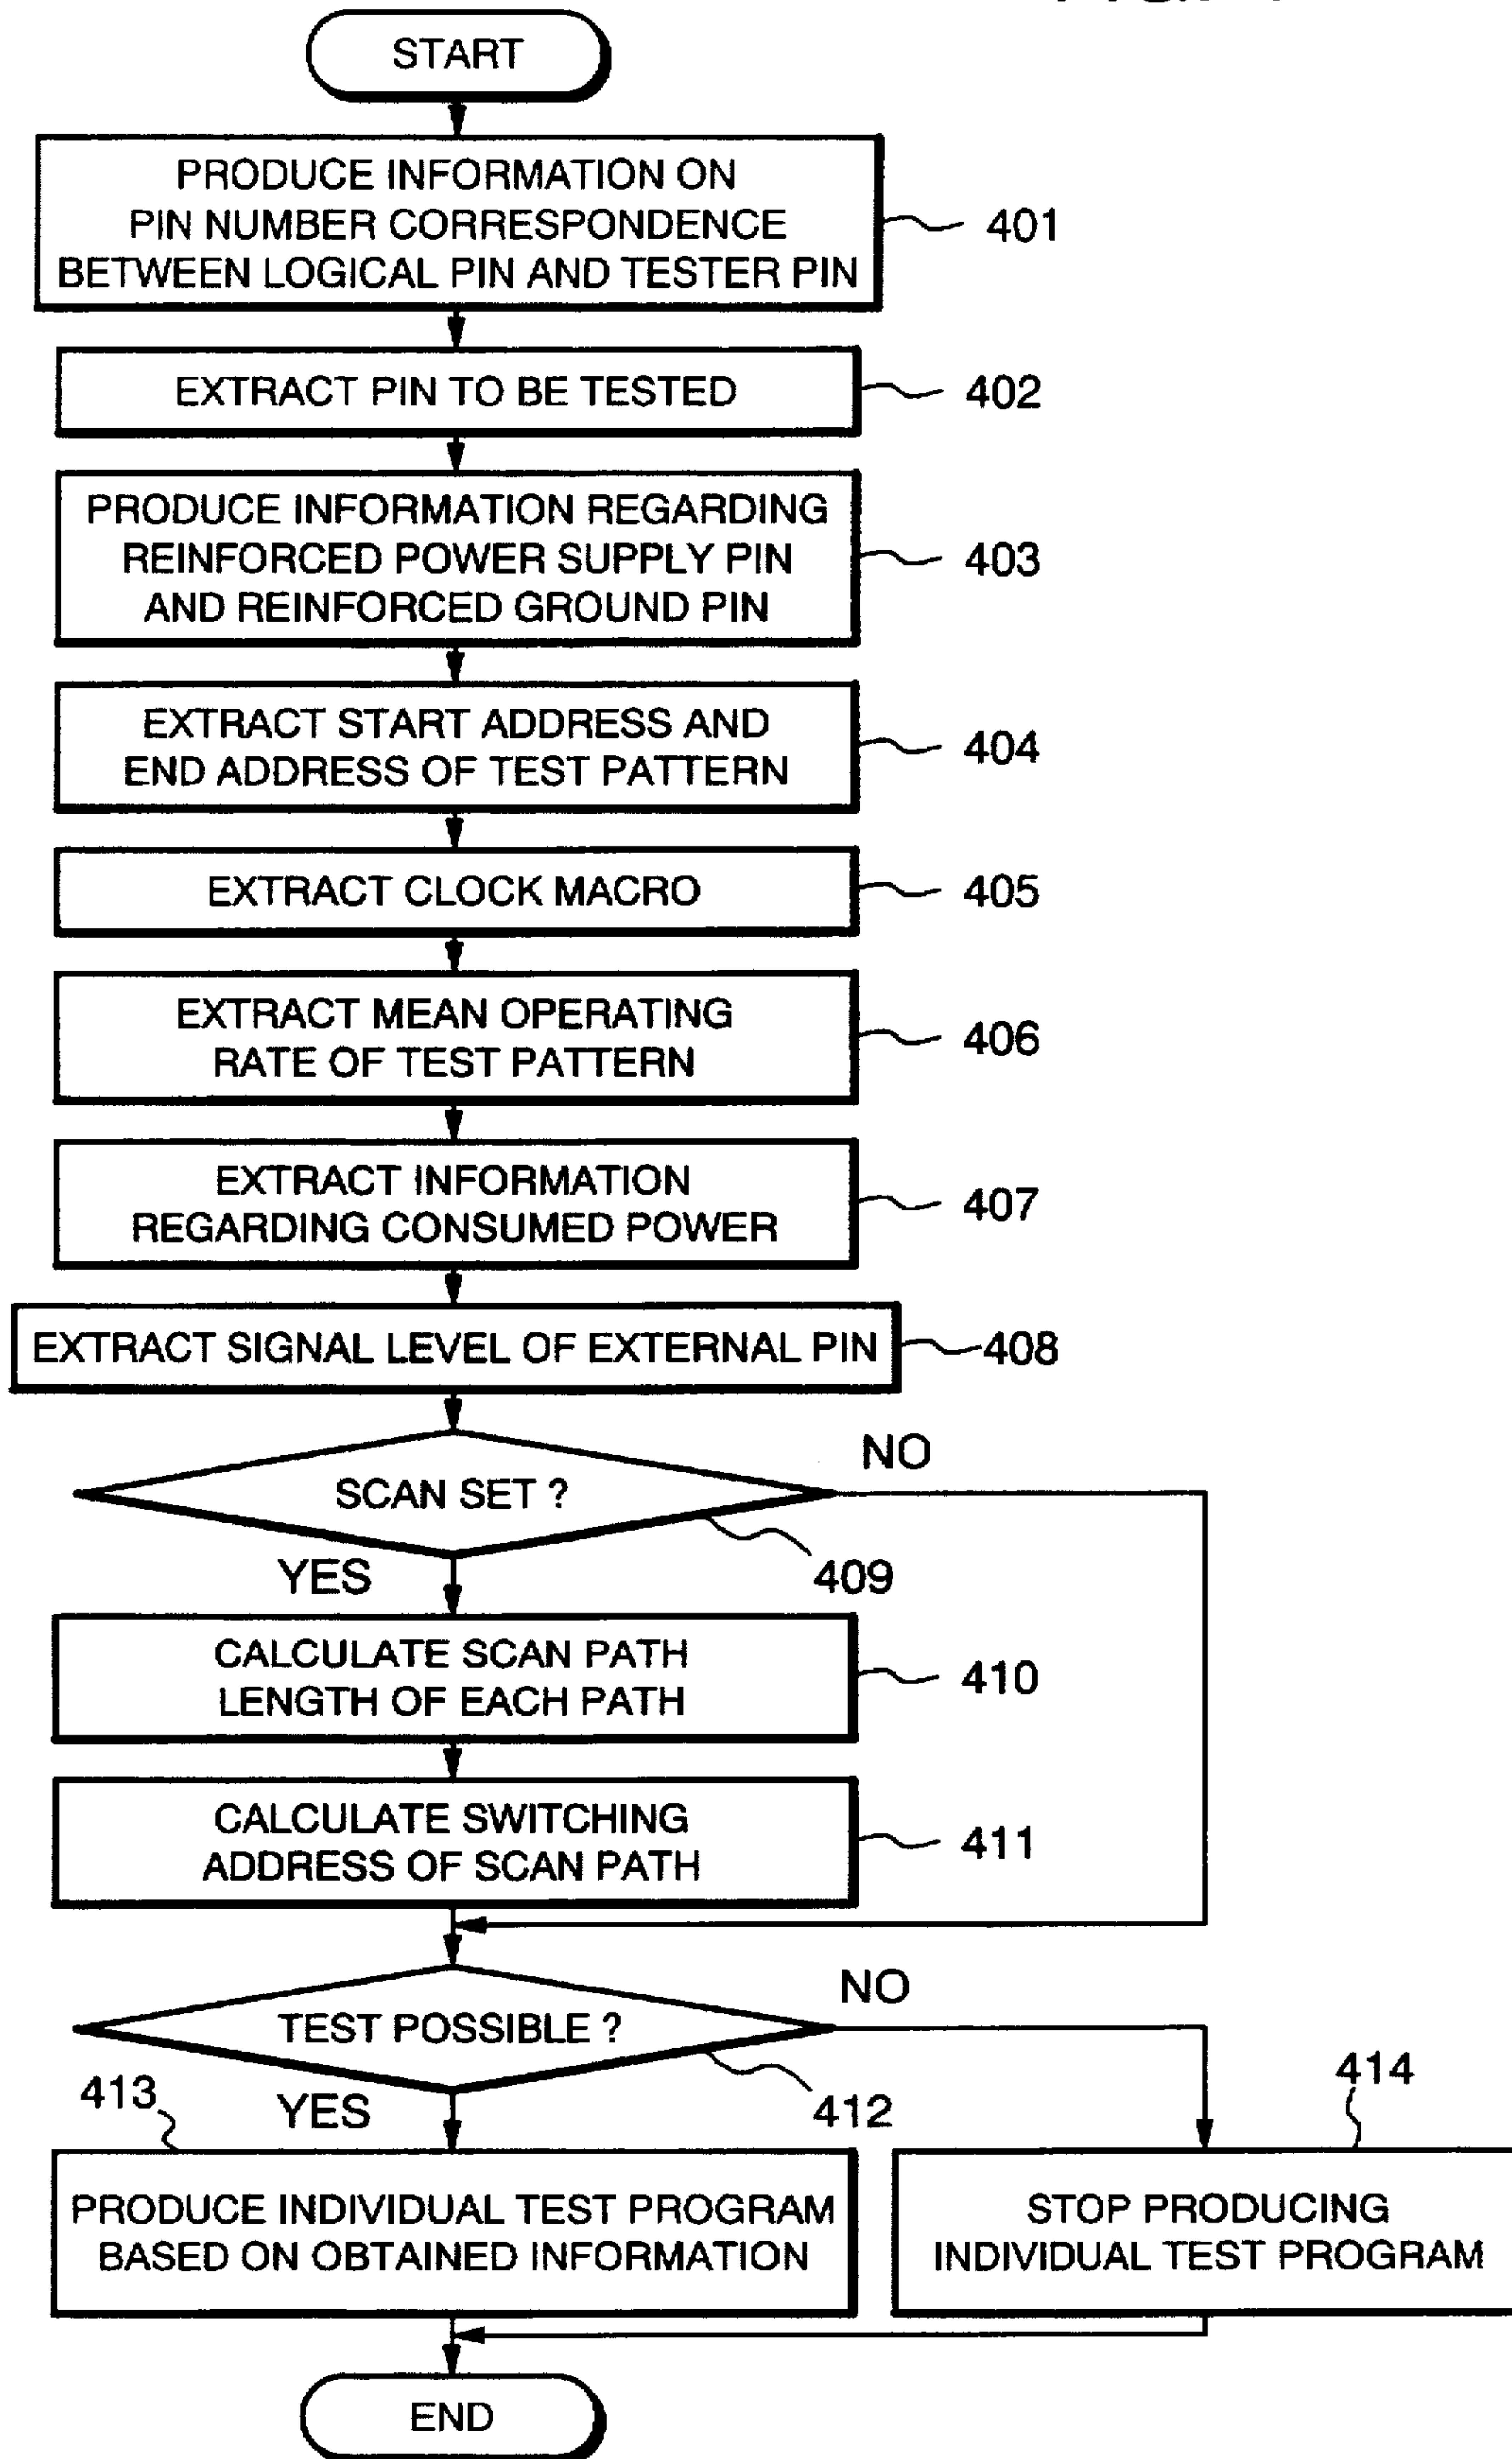 START
PRODUCE INFORMATION ON
PIN NUMBER CORRESPONDENCE
BETWEEN LOGICAL PIN AND TESTER PIN
401
EXTRACT PIN TO BE TESTED
402
PRODUCE INFORMATION REGARDING
REINFORCED POWER SUPPLY PIN
AND REINFORCED GROUND PIN
403
EXTRACT START ADDRESS AND
END ADDRESS OF TEST PATTERN
404
EXTRACT CLOCK MACRO
405
EXTRACT MEAN OPERATING
RATE OF TEST PATTERN
406
EXTRACT INFORMATION
REGARDING CONSUMED POWER
407
EXTRACT SIGNAL LEVEL OF EXTERNAL PIN
408
NO
SCAN SET ?
409
YES
CALCULATE SCAN PATH
LENGTH OF EACH PATH
410
CALCULATE SWITCHING
ADDRESS OF SCAN PATH
411
NO
TEST POSSIBLE ?
412
YES
413
414
PRODUCE INDIVIDUAL TEST PROGRAM
BASED ON OBTAINED INFORMATION
STOP PRODUCING
INDIVIDUAL TEST PROGRAM
END